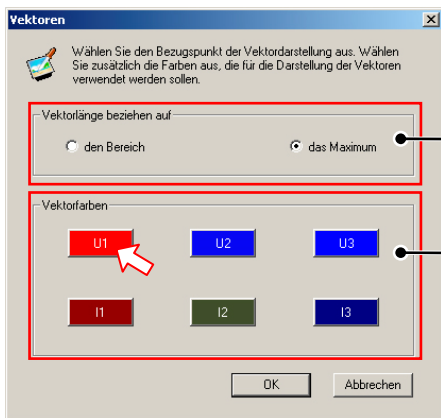 Vektoren
Wählen Sie den Bezugspunkt der Vektordarstellung aus. Wählen
Sie zusätzlich die Farben aus, die für die Darstellung der Vektoren
verwendet werden sollen.
Vektorlänge beziehen auf
den Bereich das Maximum
Vektorfarben
U1 U2 U3
I1 I2 I3
OK Abbrechen